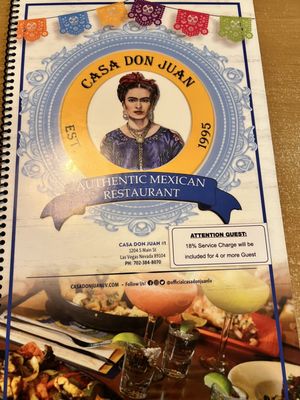 CASA DON JUAN
EST. 1995
AUTHENTIC MEXICAN
RESTAURANT
CASA DON JUAN #1
1204 S Main St
Las Vegas Nevada 89104
PH: 702-384-8070
ATTENTION GUEST:
18% Service Charge will be
included for 4 or more Guest
CASADONJUANLV.COM - Follow Us! @officialcasadonjuanlv